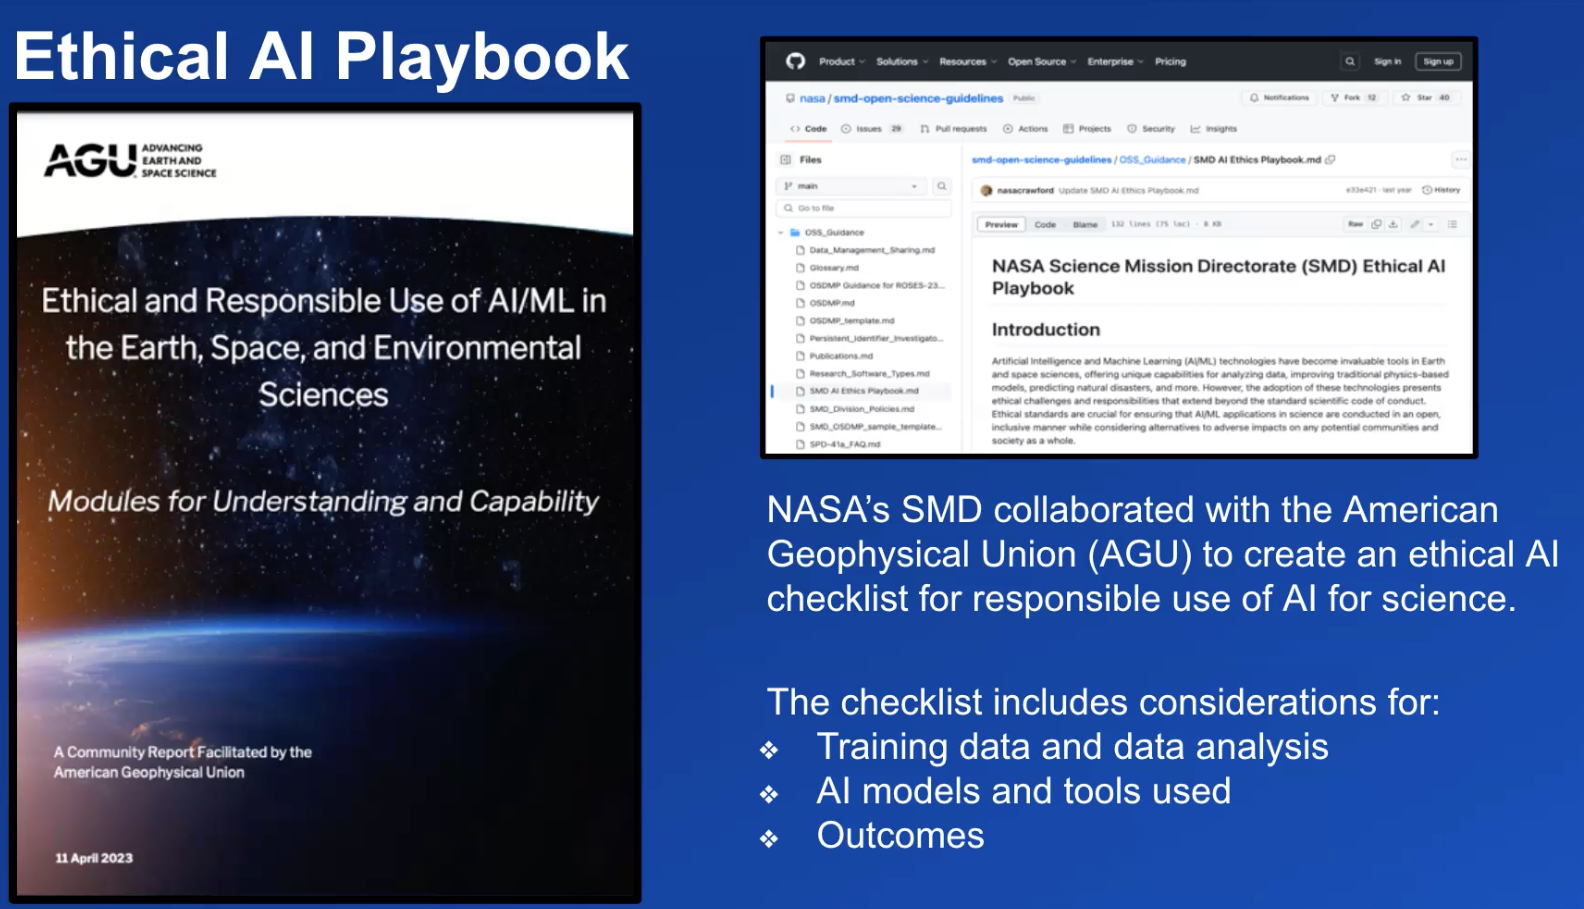 Ethical AI Playbook
AGU
ADVANCING
EARTH AND
SPACE SCIENCE
Ethical and Responsible Use of AI/ML in
the Earth, Space, and Environmental
Sciences
Modules for Understanding and Capability
A Community Report Facilitated by the
American Geophysical Union
11 April 2023
Product Solutions Resources Open Source Enterprise Pricing Sign in Sign up
nasa / smd-open-science-guidelines Public Notifications Fork 12 Star 40
Code Issues 29 Pull requests Actions Projects Security Insights
Files
main
Go to file
OSS_Guidance
Data_Management_Sharing.md
Glossary.md
OSDMP Guidance for ROSES-23...
OSDMP.md
OSDMP_template.md
Persistent_Identifier_Investigato...
Publications.md
Research_Software_Types.md
SMD AI Ethics Playbook.md
SMD_Division_Policies.md
SMD_OSDMP_sample_template...
SPD-41a_FAQ.md
smd-open-science-guidelines / OSS_Guidance / SMD AI Ethics Playbook.md
nasacrawford Update SMD AI Ethics Playbook.md e33e421 · last year History
Preview Code Blame 132 lines (75 loc) · 8 KB Raw
NASA Science Mission Directorate (SMD) Ethical AI
Playbook
Introduction
Artificial Intelligence and Machine Learning (AI/ML) technologies have become invaluable tools in Earth
and space sciences, offering unique capabilities for analyzing data, improving traditional physics-based
models, predicting natural disasters, and more. However, the adoption of these technologies presents
ethical challenges and responsibilities that extend beyond the standard scientific code of conduct.
Ethical standards are crucial for ensuring that AI/ML applications in science are conducted in an open,
inclusive manner while considering alternatives to adverse impacts on any potential communities and
society as a whole.
NASA's SMD collaborated with the American
Geophysical Union (AGU) to create an ethical AI
checklist for responsible use of AI for science.
The checklist includes considerations for:
❖ Training data and data analysis
❖ AI models and tools used
❖ Outcomes